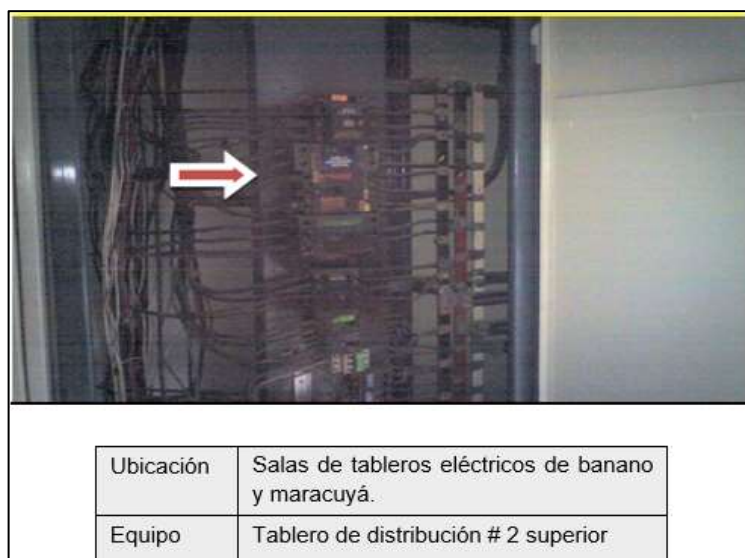 Ubicación
Salas de tableros eléctricos de banano
y maracuyá.
Equipo
Tablero de distribución # 2 superior